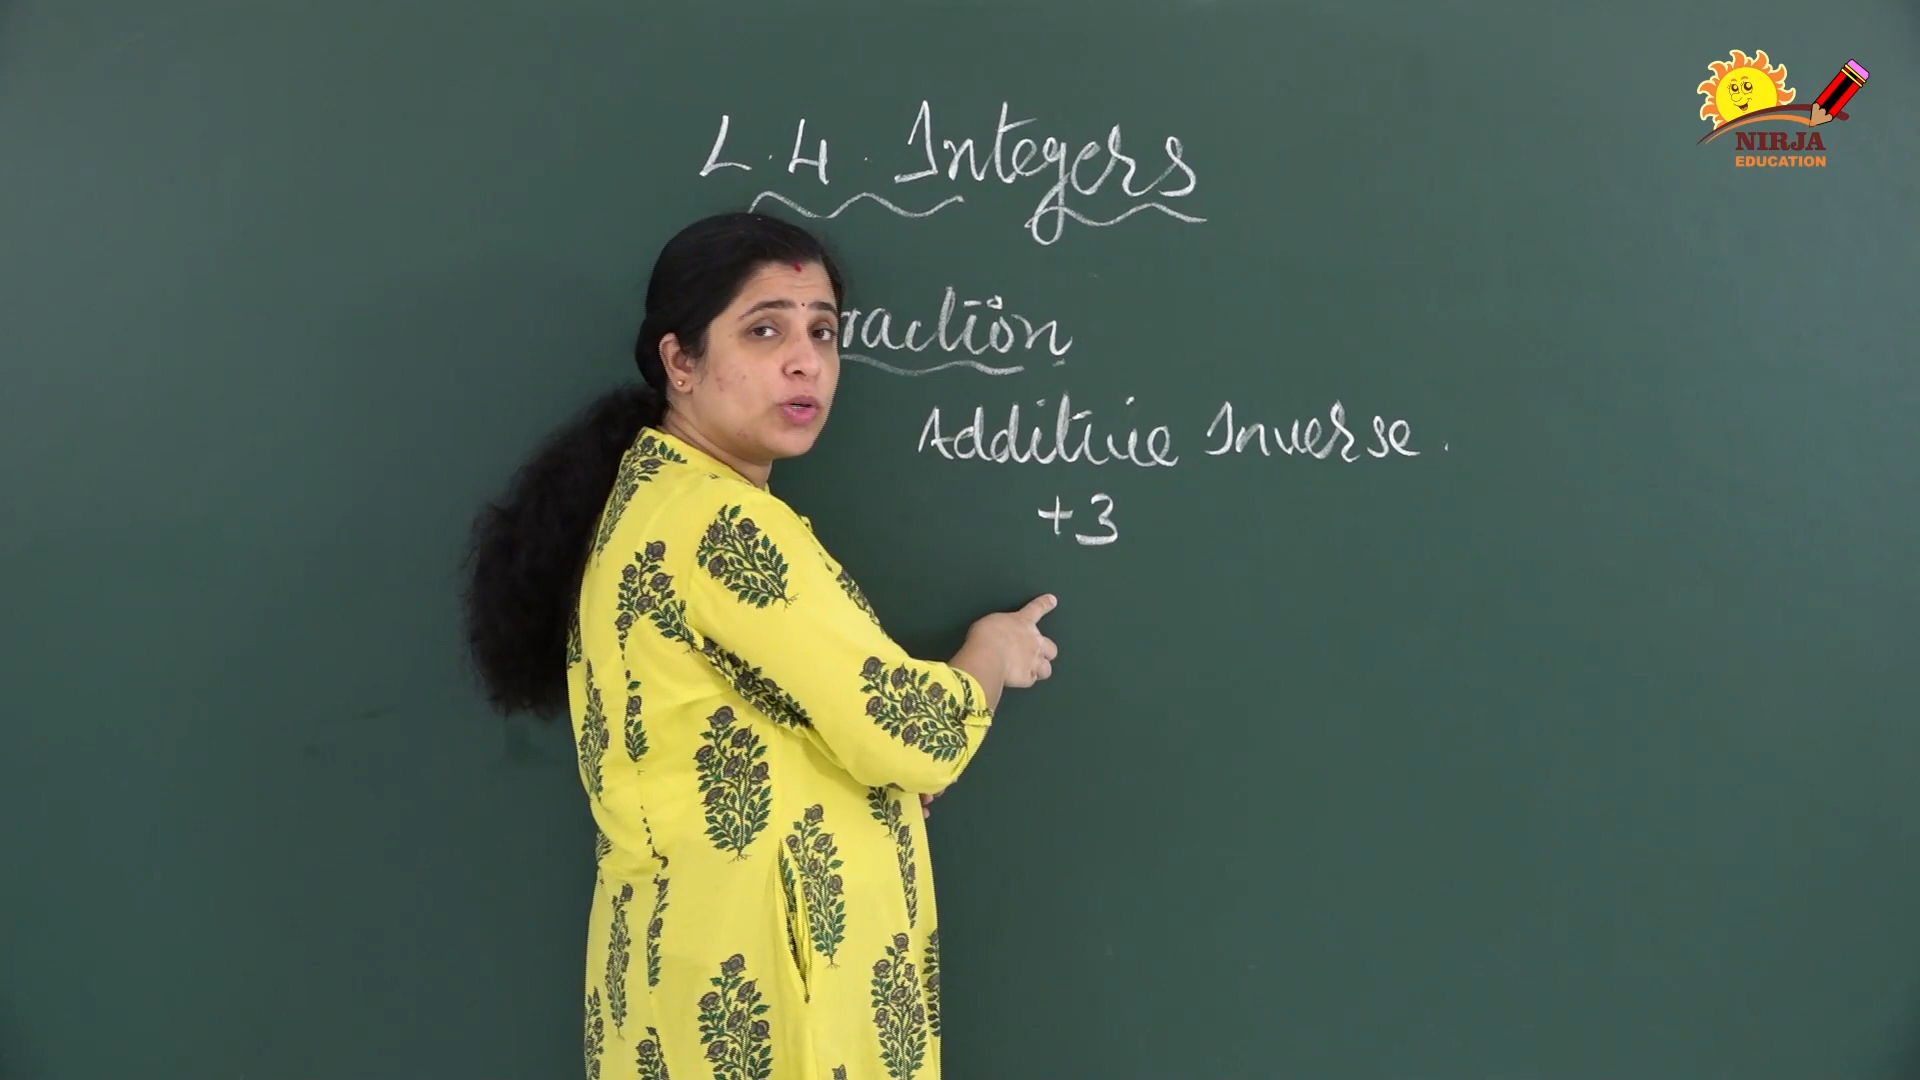 L.4. Integers
raction
Additive Inverse.
+3
NIRJA
EDUCATION